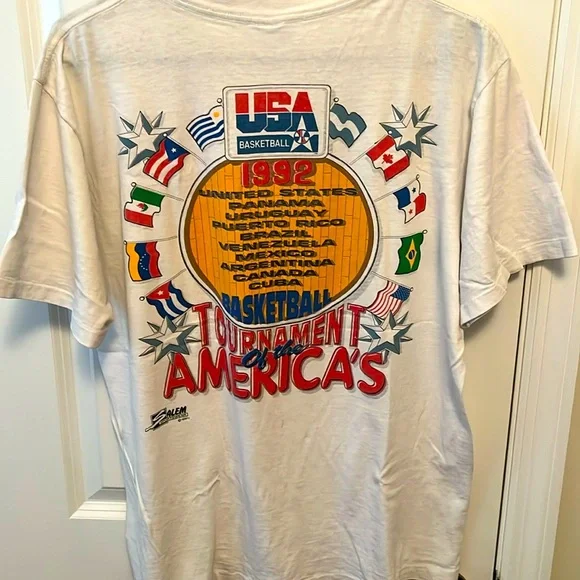 USA
BASKETBALL
1992
UNITED STATES
PANAMA
URUGUAY
PUERTO RICO
BRAZIL
VENEZUELA
MEXICO
ARGENTINA
CANADA
CUBA
BASKETBALL
TOURNAMENT
Of the
AMERICA'S
SALEM